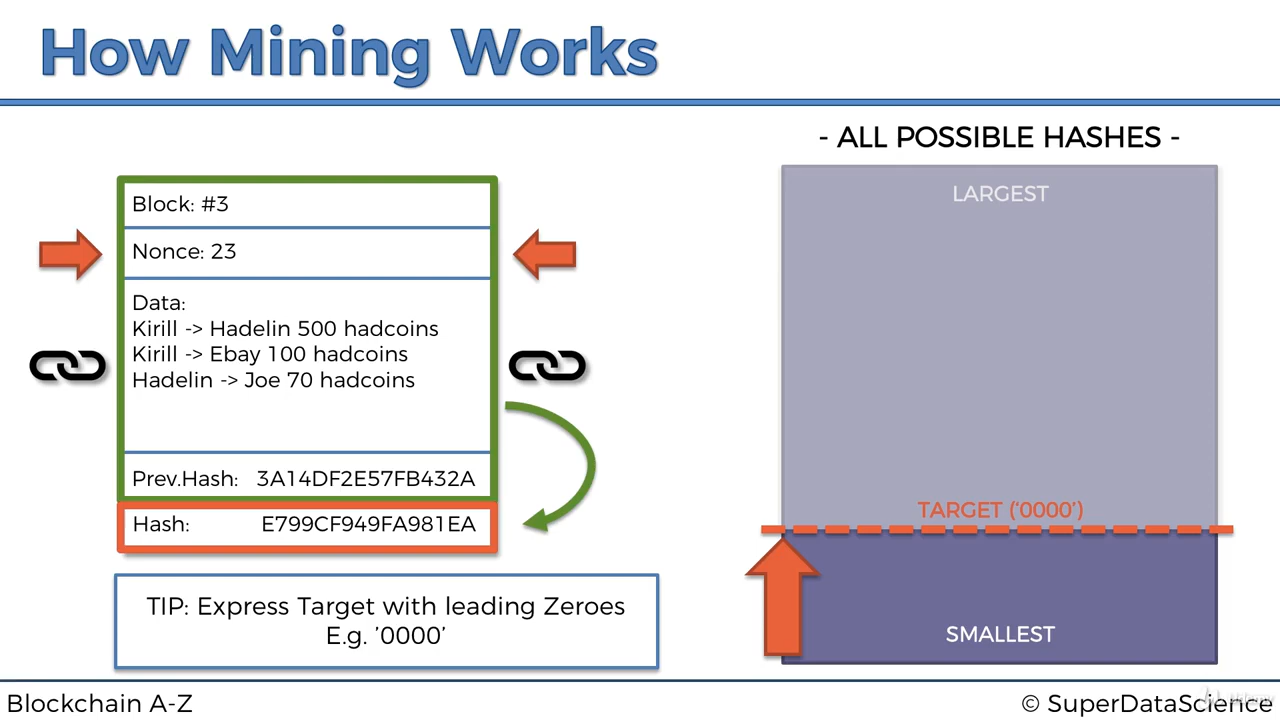 How Mining Works
- ALL POSSIBLE HASHES -
LARGEST
Block: #3
Nonce: 23
Data:
Kirill -> Hadelin 500 hadcoins
Kirill -> Ebay 100 hadcoins
Hadelin -> Joe 70 hadcoins
Prev.Hash: 3A14DF2E57FB432A
Hash: E799CF949FA981EA
TARGET ('0000')
SMALLEST
TIP: Express Target with leading Zeroes
E.g. '0000'
Blockchain A-Z
© SuperDataScience